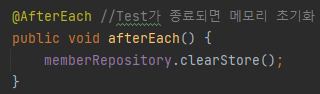 @AfterEach //Test가 종료되면 메모리 초기화
public void afterEach() {
    memberRepository.clearStore();
}